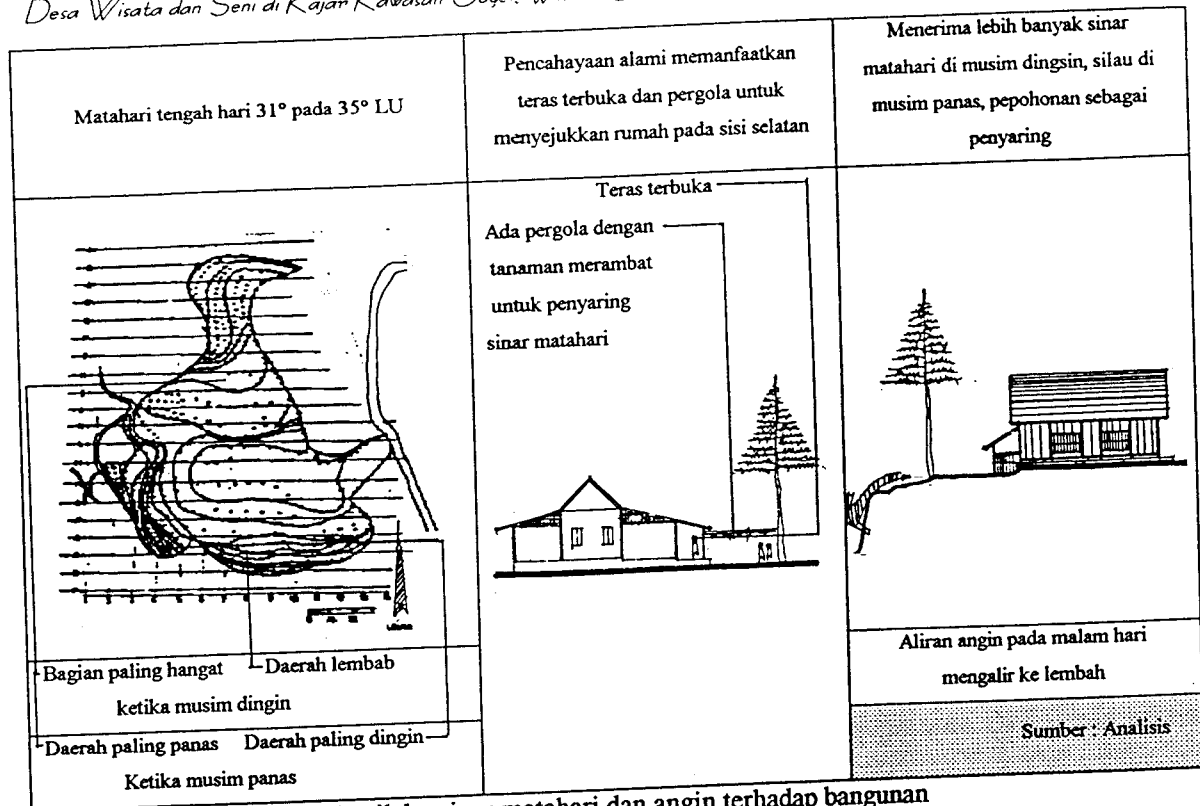 Desa Wisata dan Seni di Kajar Kawasan
Matahari tengah hari 31° pada 35° LU
Pencahayaan alami memanfaatkan
teras terbuka dan pergola untuk
menyejukkan rumah pada sisi selatan
Menerima lebih banyak sinar
matahari di musim dingsin, silau di
musim panas, pepohonan sebagai
penyaring
Teras terbuka
Ada pergola dengan
tanaman merambat
untuk penyaring
sinar matahari
Bagian paling hangat
ketika musim dingin
Daerah lembab
Daerah paling panas
Ketika musim panas
Daerah paling dingin
Aliran angin pada malam hari
mengalir ke lembah
Sumber : Analisis
matahari dan angin terhadap bangunan